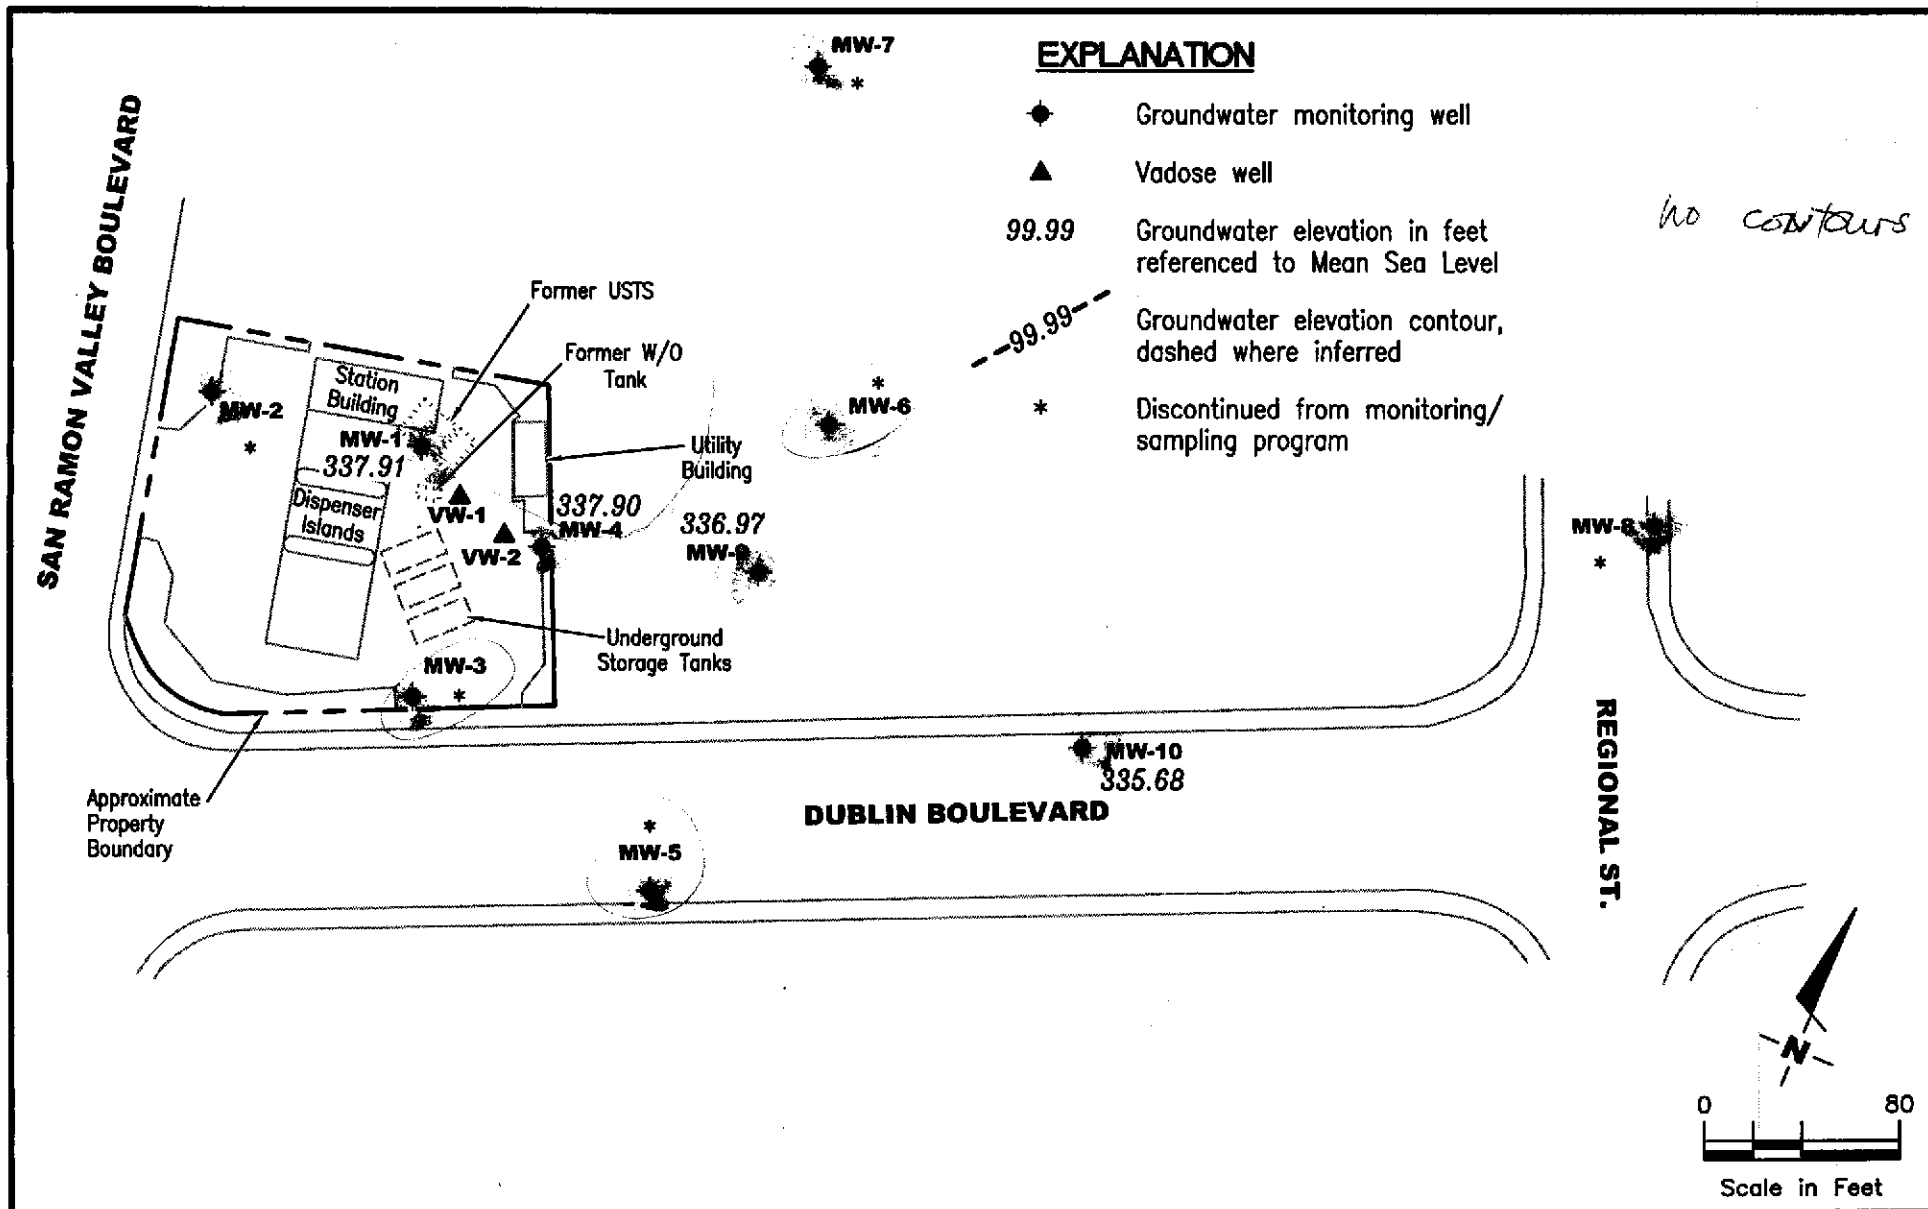 MW-7
*
EXPLANATION
Groundwater monitoring well
Vadose well
99.99
Groundwater elevation in feet
referenced to Mean Sea Level
99.99
Groundwater elevation contour,
dashed where inferred
*
Discontinued from monitoring/
sampling program
no contours
SAN RAMON VALLEY BOULEVARD
Former USTS
Former W/O
Tank
Station
Building
MW-2
*
MW-1
337.91
Dispenser
Islands
VW-1
VW-2
Utility
Building
337.90
MW-4
336.97
MW-9
*
MW-6
MW-8
*
Underground
Storage Tanks
MW-3
*
Approximate
Property
Boundary
MW-10
335.68
DUBLIN BOULEVARD
*
MW-5
REGIONAL ST.
N
0 80
Scale in Feet